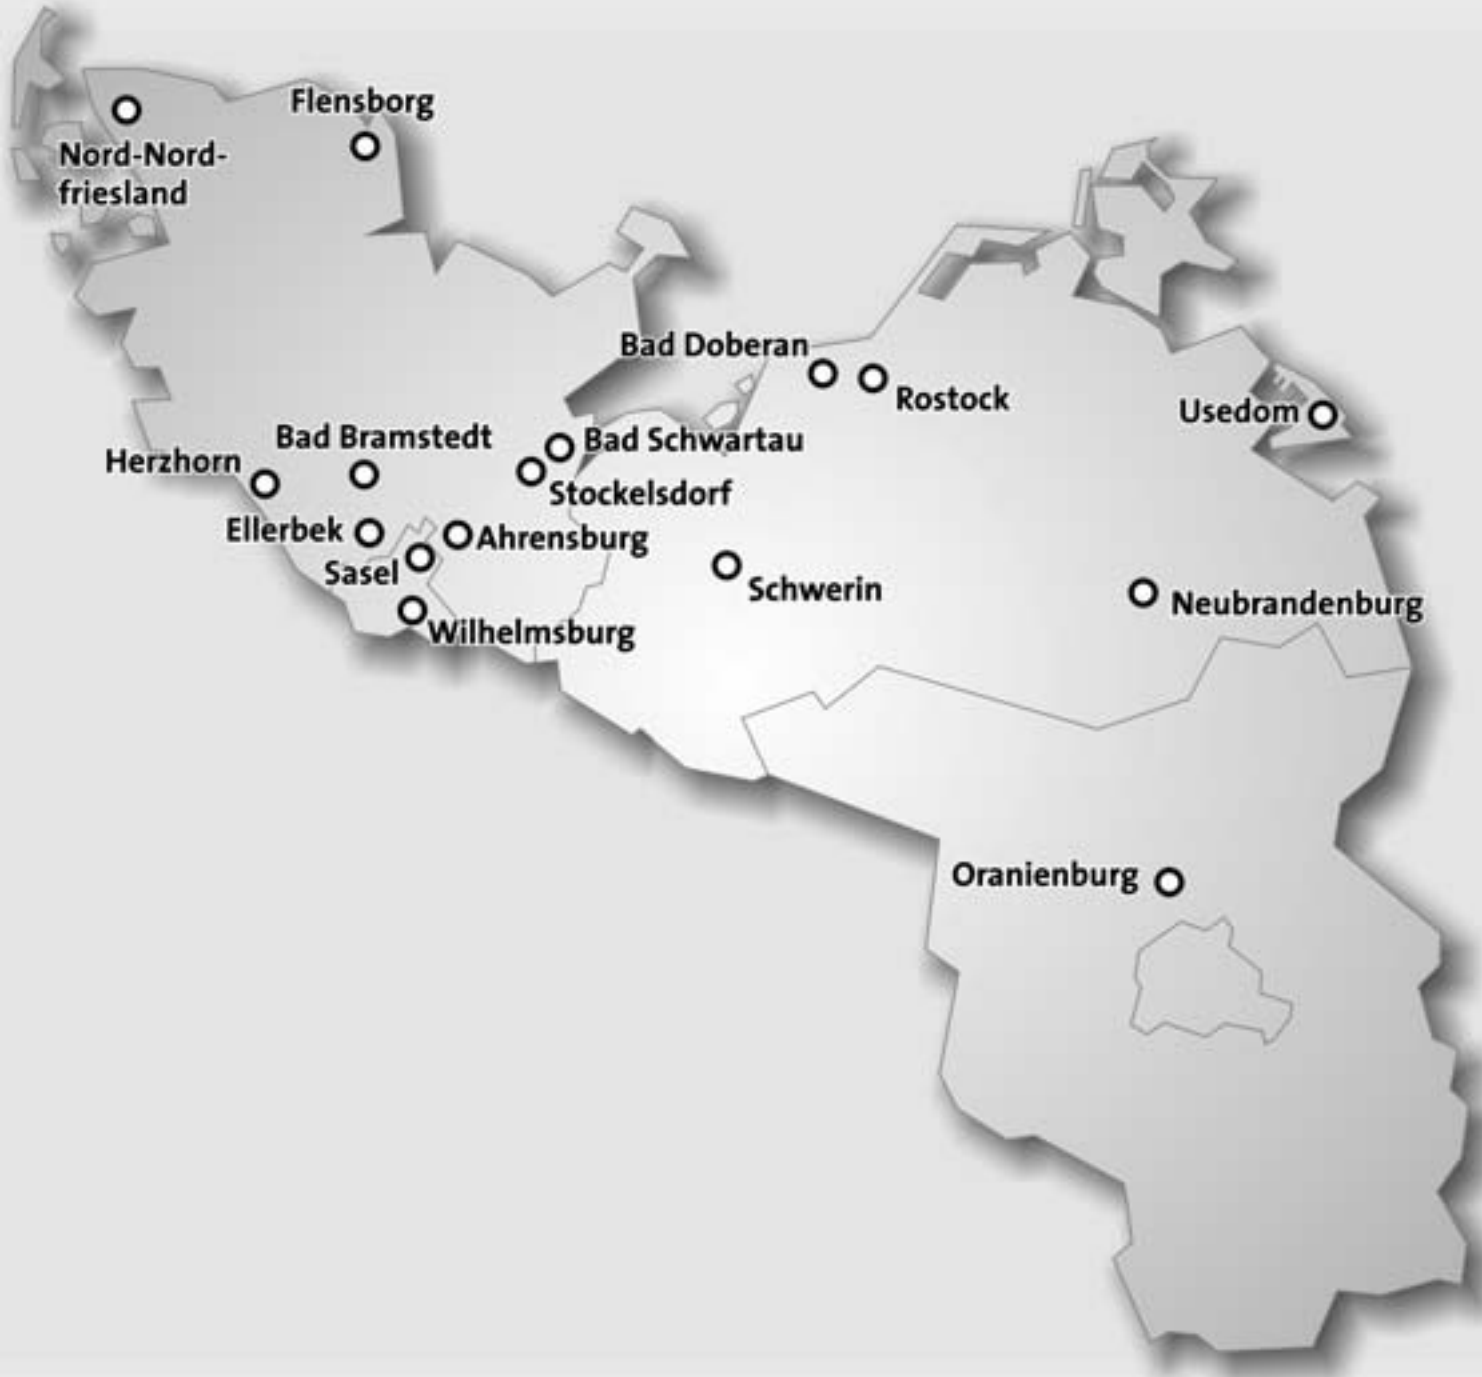 Flensborg
Nord-Nord-
friesland
Bad Doberan
Rostock
Usedom
Bad Bramstedt
Bad Schwartau
Herzhorn
Stockelsdorf
Ellerbek
Ahrensburg
Sasel
Schwerin
Neubrandenburg
Wilhelmsburg
Oranienburg